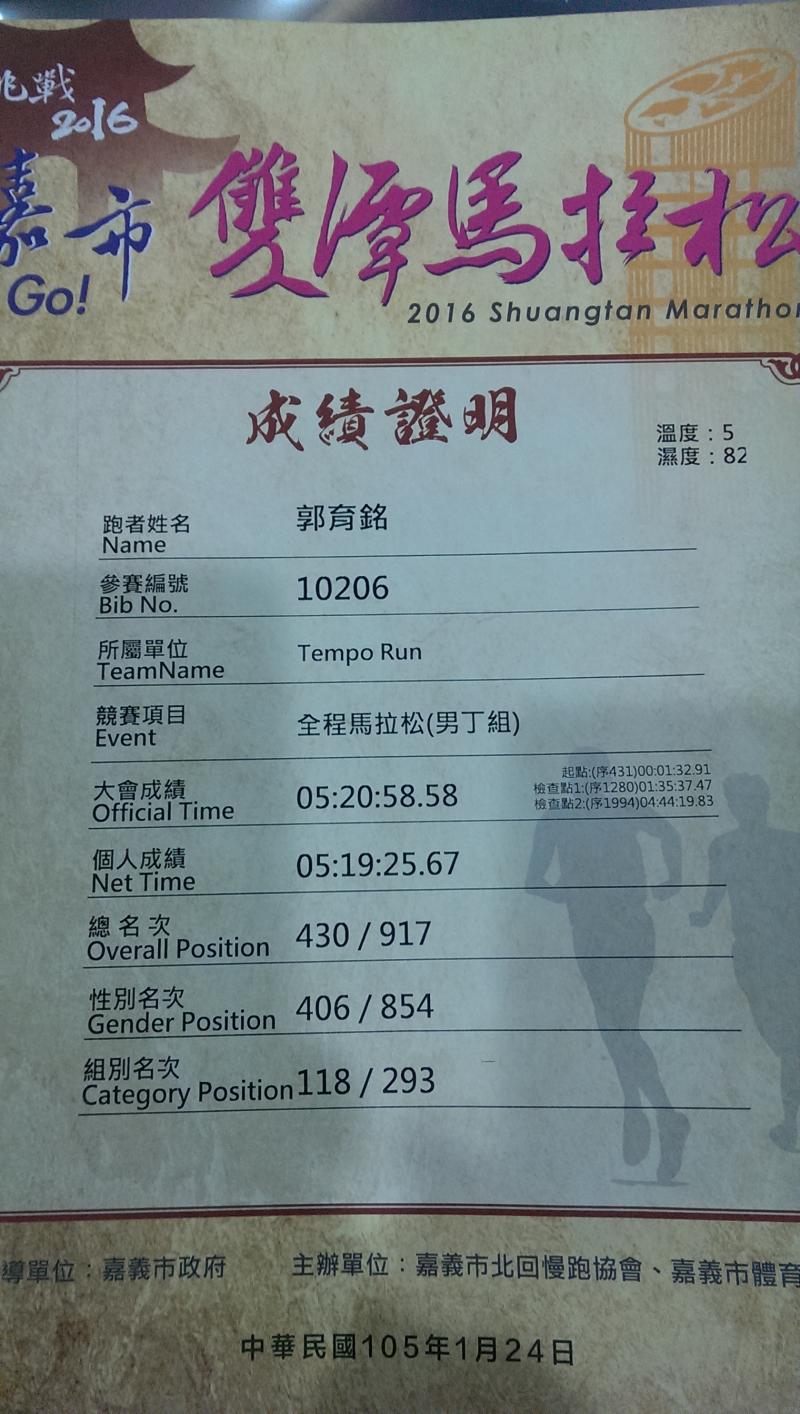 挑戰
2016
嘉市
Go!
雙潭馬拉松
2016 Shuangtan Marathon
成績證明
溫度：5
濕度：82
跑者姓名 郭育銘
Name
參賽編號 10206
Bib No.
所屬單位 Tempo Run
TeamName
競賽項目 全程馬拉松(男丁組)
Event
大會成績 05:20:58.58
Official Time
起點:(序431)00:01:32.91
檢查點1:(序1280)01:35:37.47
檢查點2:(序1994)04:44:19.83
個人成績 05:19:25.67
Net Time
總名次 430 / 917
Overall Position
性別名次 406 / 854
Gender Position
組別名次 118 / 293
Category Position
導單位：嘉義市政府 主辦單位：嘉義市北回慢跑協會、嘉義市體育
中華民國105年1月24日